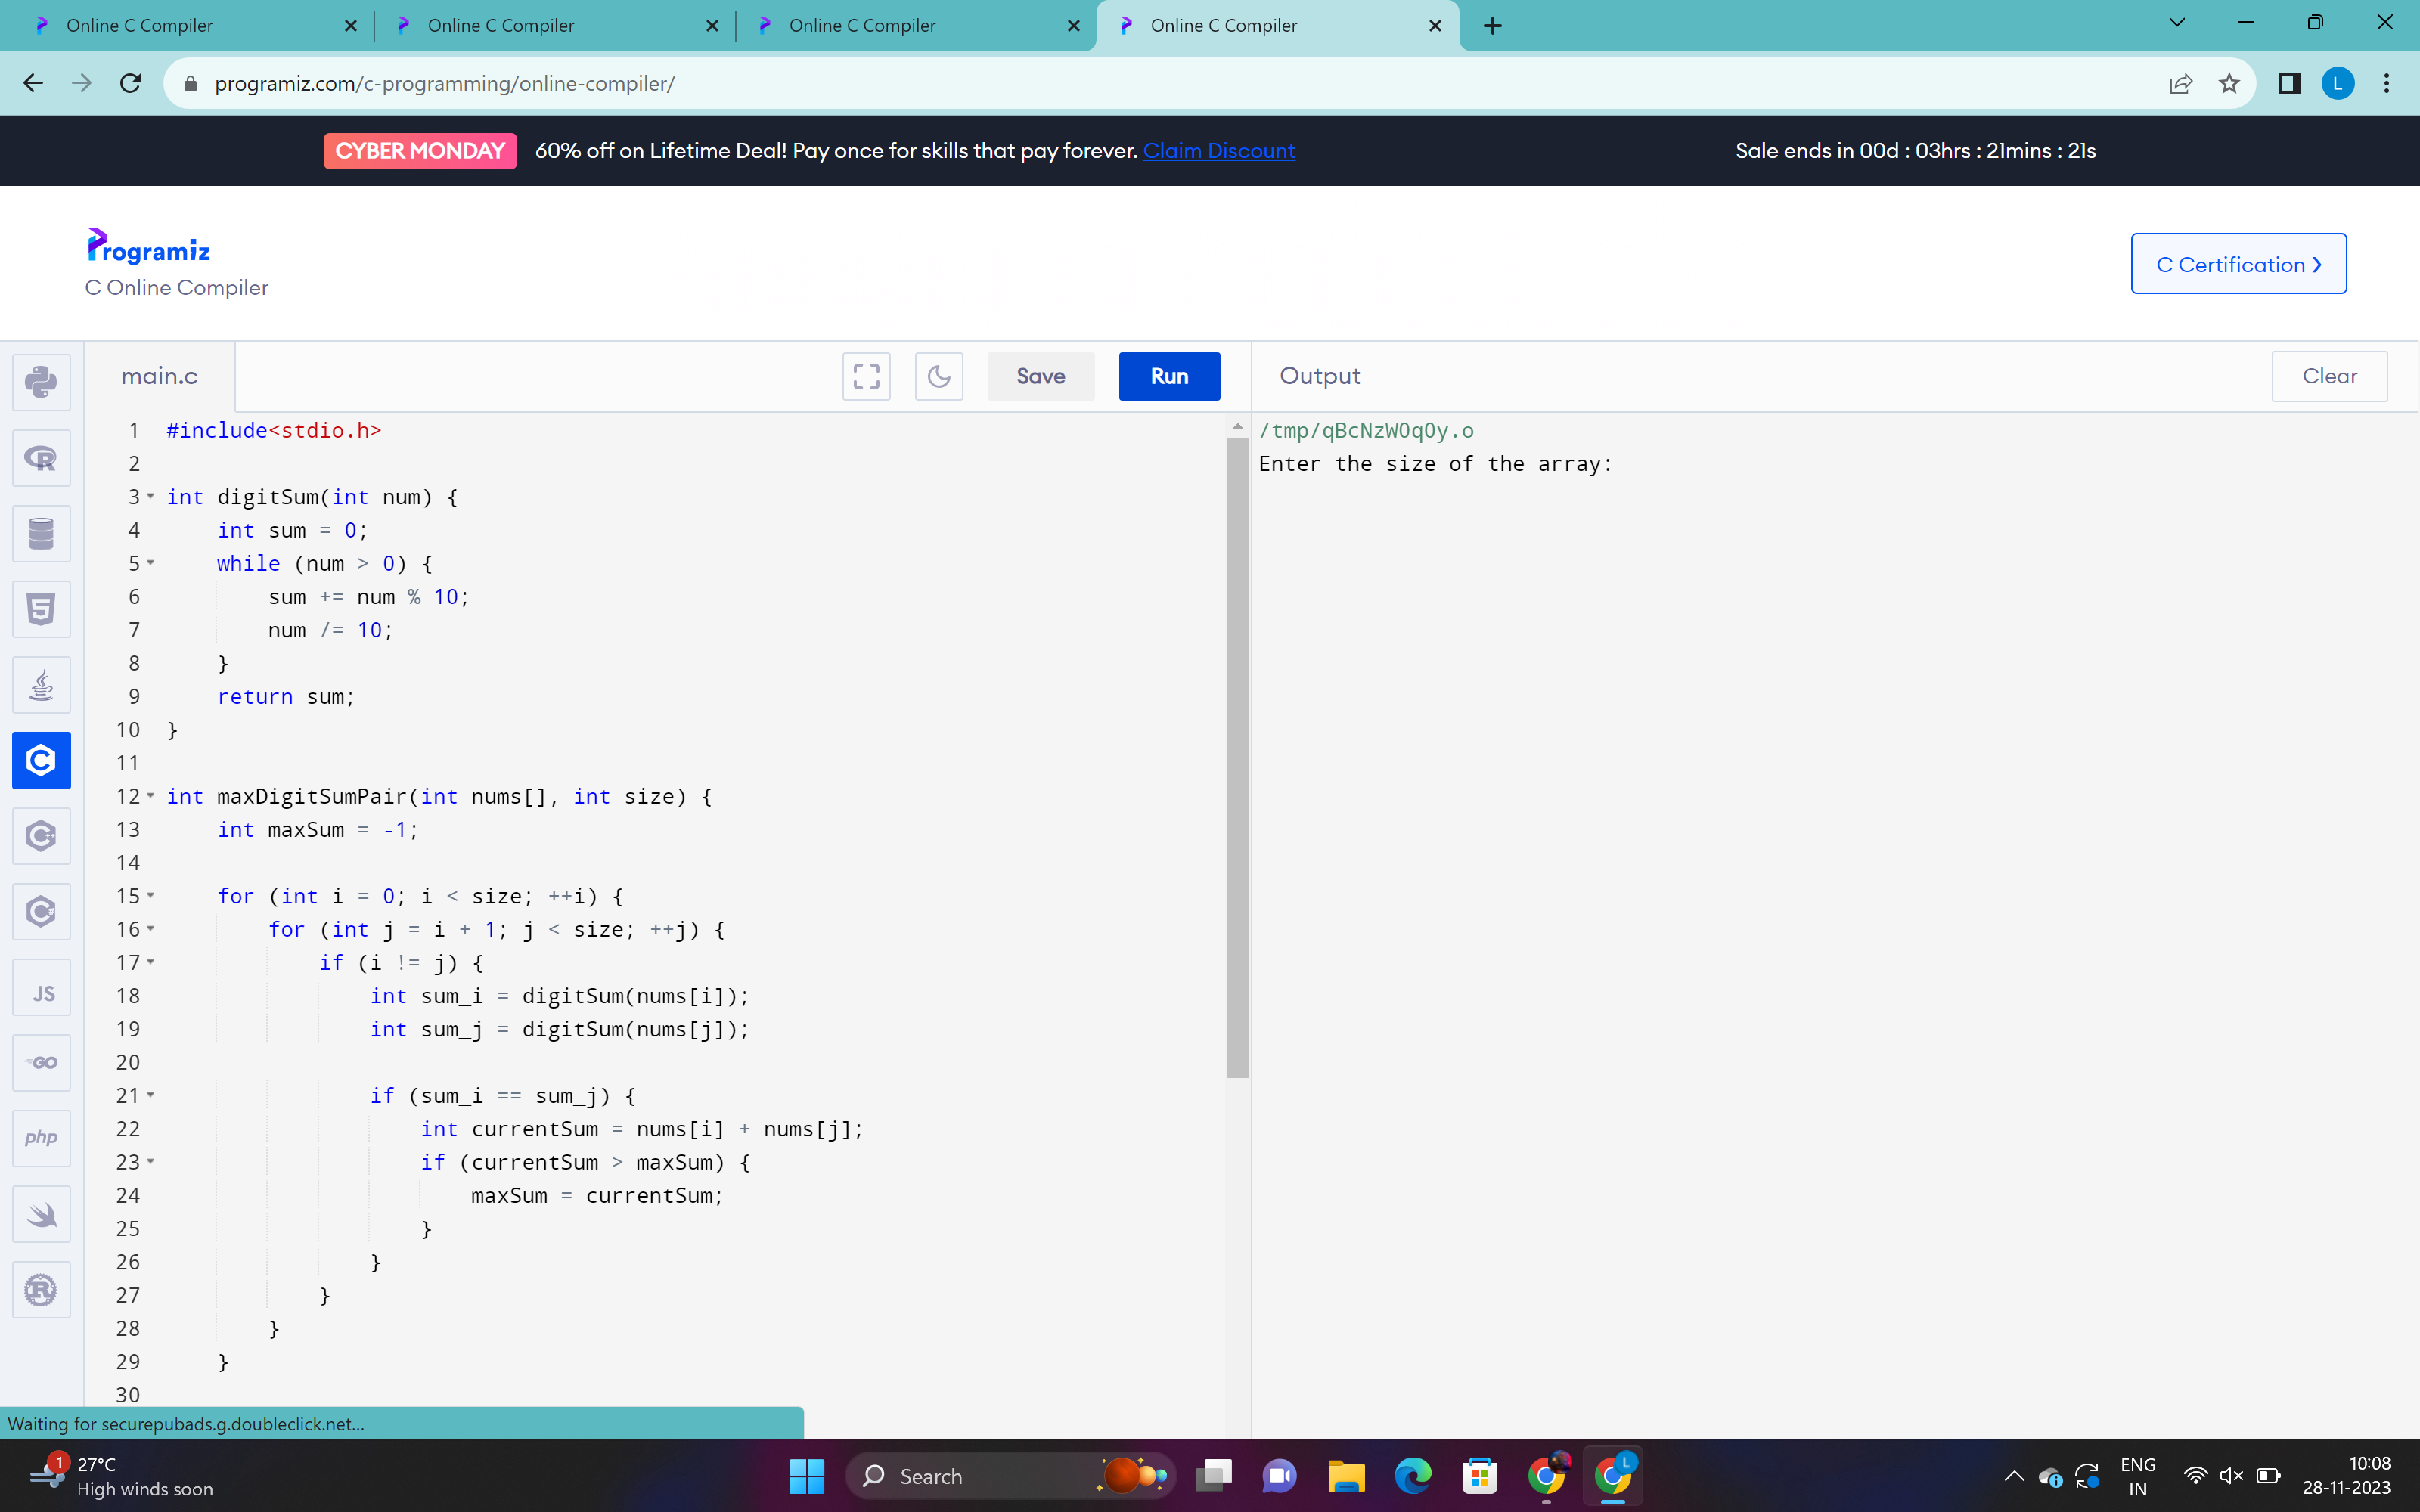 Online C Compiler
Online C Compiler
Online C Compiler
Online C Compiler
programiz.com/c-programming/online-compiler/
L
CYBER MONDAY 60% off on Lifetime Deal! Pay once for skills that pay forever. Claim Discount
Sale ends in 00d : 03hrs : 21mins : 21s
Programiz
C Online Compiler
C Certification
main.c
Save
Run
Output
Clear
1 #include<stdio.h>
2
3 int digitSum(int num) {
4     int sum = 0;
5     while (num > 0) {
6         sum += num % 10;
7         num /= 10;
8     }
9     return sum;
10 }
11
12 int maxDigitSumPair(int nums[], int size) {
13     int maxSum = -1;
14
15     for (int i = 0; i < size; ++i) {
16         for (int j = i + 1; j < size; ++j) {
17             if (i != j) {
18                 int sum_i = digitSum(nums[i]);
19                 int sum_j = digitSum(nums[j]);
20
21                 if (sum_i == sum_j) {
22                     int currentSum = nums[i] + nums[j];
23                     if (currentSum > maxSum) {
24                         maxSum = currentSum;
25                     }
26                 }
27             }
28         }
29     }
30
/tmp/qBcNzWOqOy.o
Enter the size of the array:
R
5
C
C
C
JS
GO
php
R
Waiting for securepubads.g.doubleclick.net...
1
27°C
High winds soon
Search
L
ENG
IN
10:08
28-11-2023